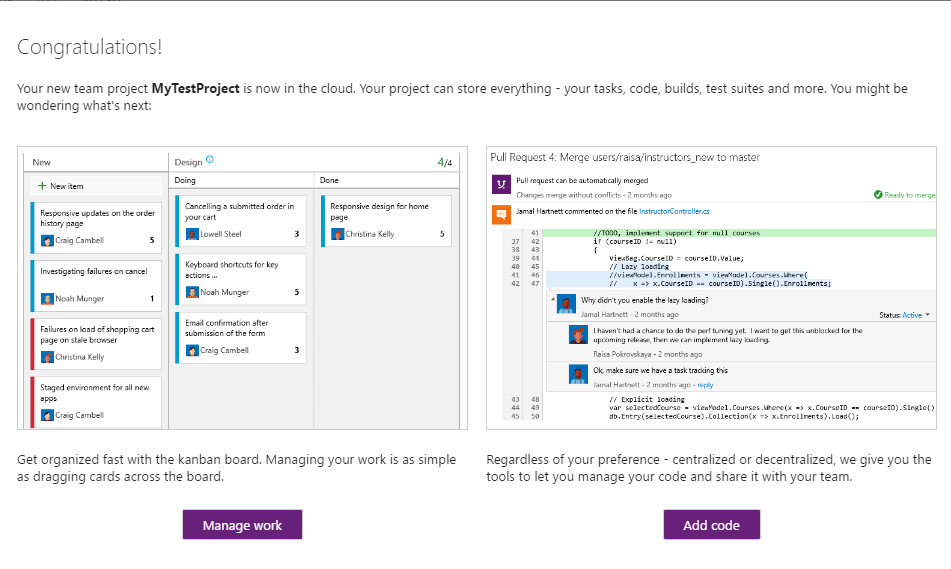 Congratulations!
Your new team project MyTestProject is now in the cloud. Your project can store everything - your tasks, code, builds, test suites and more. You might be
wondering what's next:
New
Design
4/4
Doing
Done
+ New item
Responsive updates on the order
history page
Craig Cambell 5
Investigating failures on cancel
Noah Munger 1
Failures on load of shopping cart
page on stale browser
Christina Kelly
Staged environment for all new
apps
Craig Cambell
Cancelling a submitted order in
your cart
Lowell Steel 3
Keyboard shortcuts for key
actions ...
Noah Munger 5
Email confirmation after
submission of the form
Craig Cambell 3
Responsive design for home
page
Christina Kelly 5
Get organized fast with the kanban board. Managing your work is as simple
as dragging cards across the board.
Manage work
Pull Request 4: Merge users/raisa/instructors_new to master
Pull request can be automatically merged
Changes merge without conflicts - 2 months ago
Ready to merge
Jamal Hartnett commented on the file InstructorController.cs
41 //TODO, implement support for null courses
37 42 if (courseID != null)
38 43 {
39 44 ViewBag.CourseID = courseID.Value;
40 45 // Lazy loading
41 46 //viewModel.Enrollments = viewModel.Courses.Where(
42 47 // x => x.CourseID == courseID).Single().Enrollments;
Why didn't you enable the lazy loading?
Jamal Hartnett - 2 months ago
Status: Active
I haven't had a chance to do the perf tuning yet. I want to get this unblocked for the
upcoming release, then we can implement lazy loading.
Raisa Pokrovskaya - 2 months ago
Ok, make sure we have a task tracking this
Jamal Hartnett - 2 months ago - reply
43 48 // Explicit loading
44 49 var selectedCourse = viewModel.Courses.Where(x => x.CourseID == courseID).Single()
45 50 db.Entry(selectedCourse).Collection(x => x.Enrollments).Load();
Regardless of your preference - centralized or decentralized, we give you the
tools to let you manage your code and share it with your team.
Add code